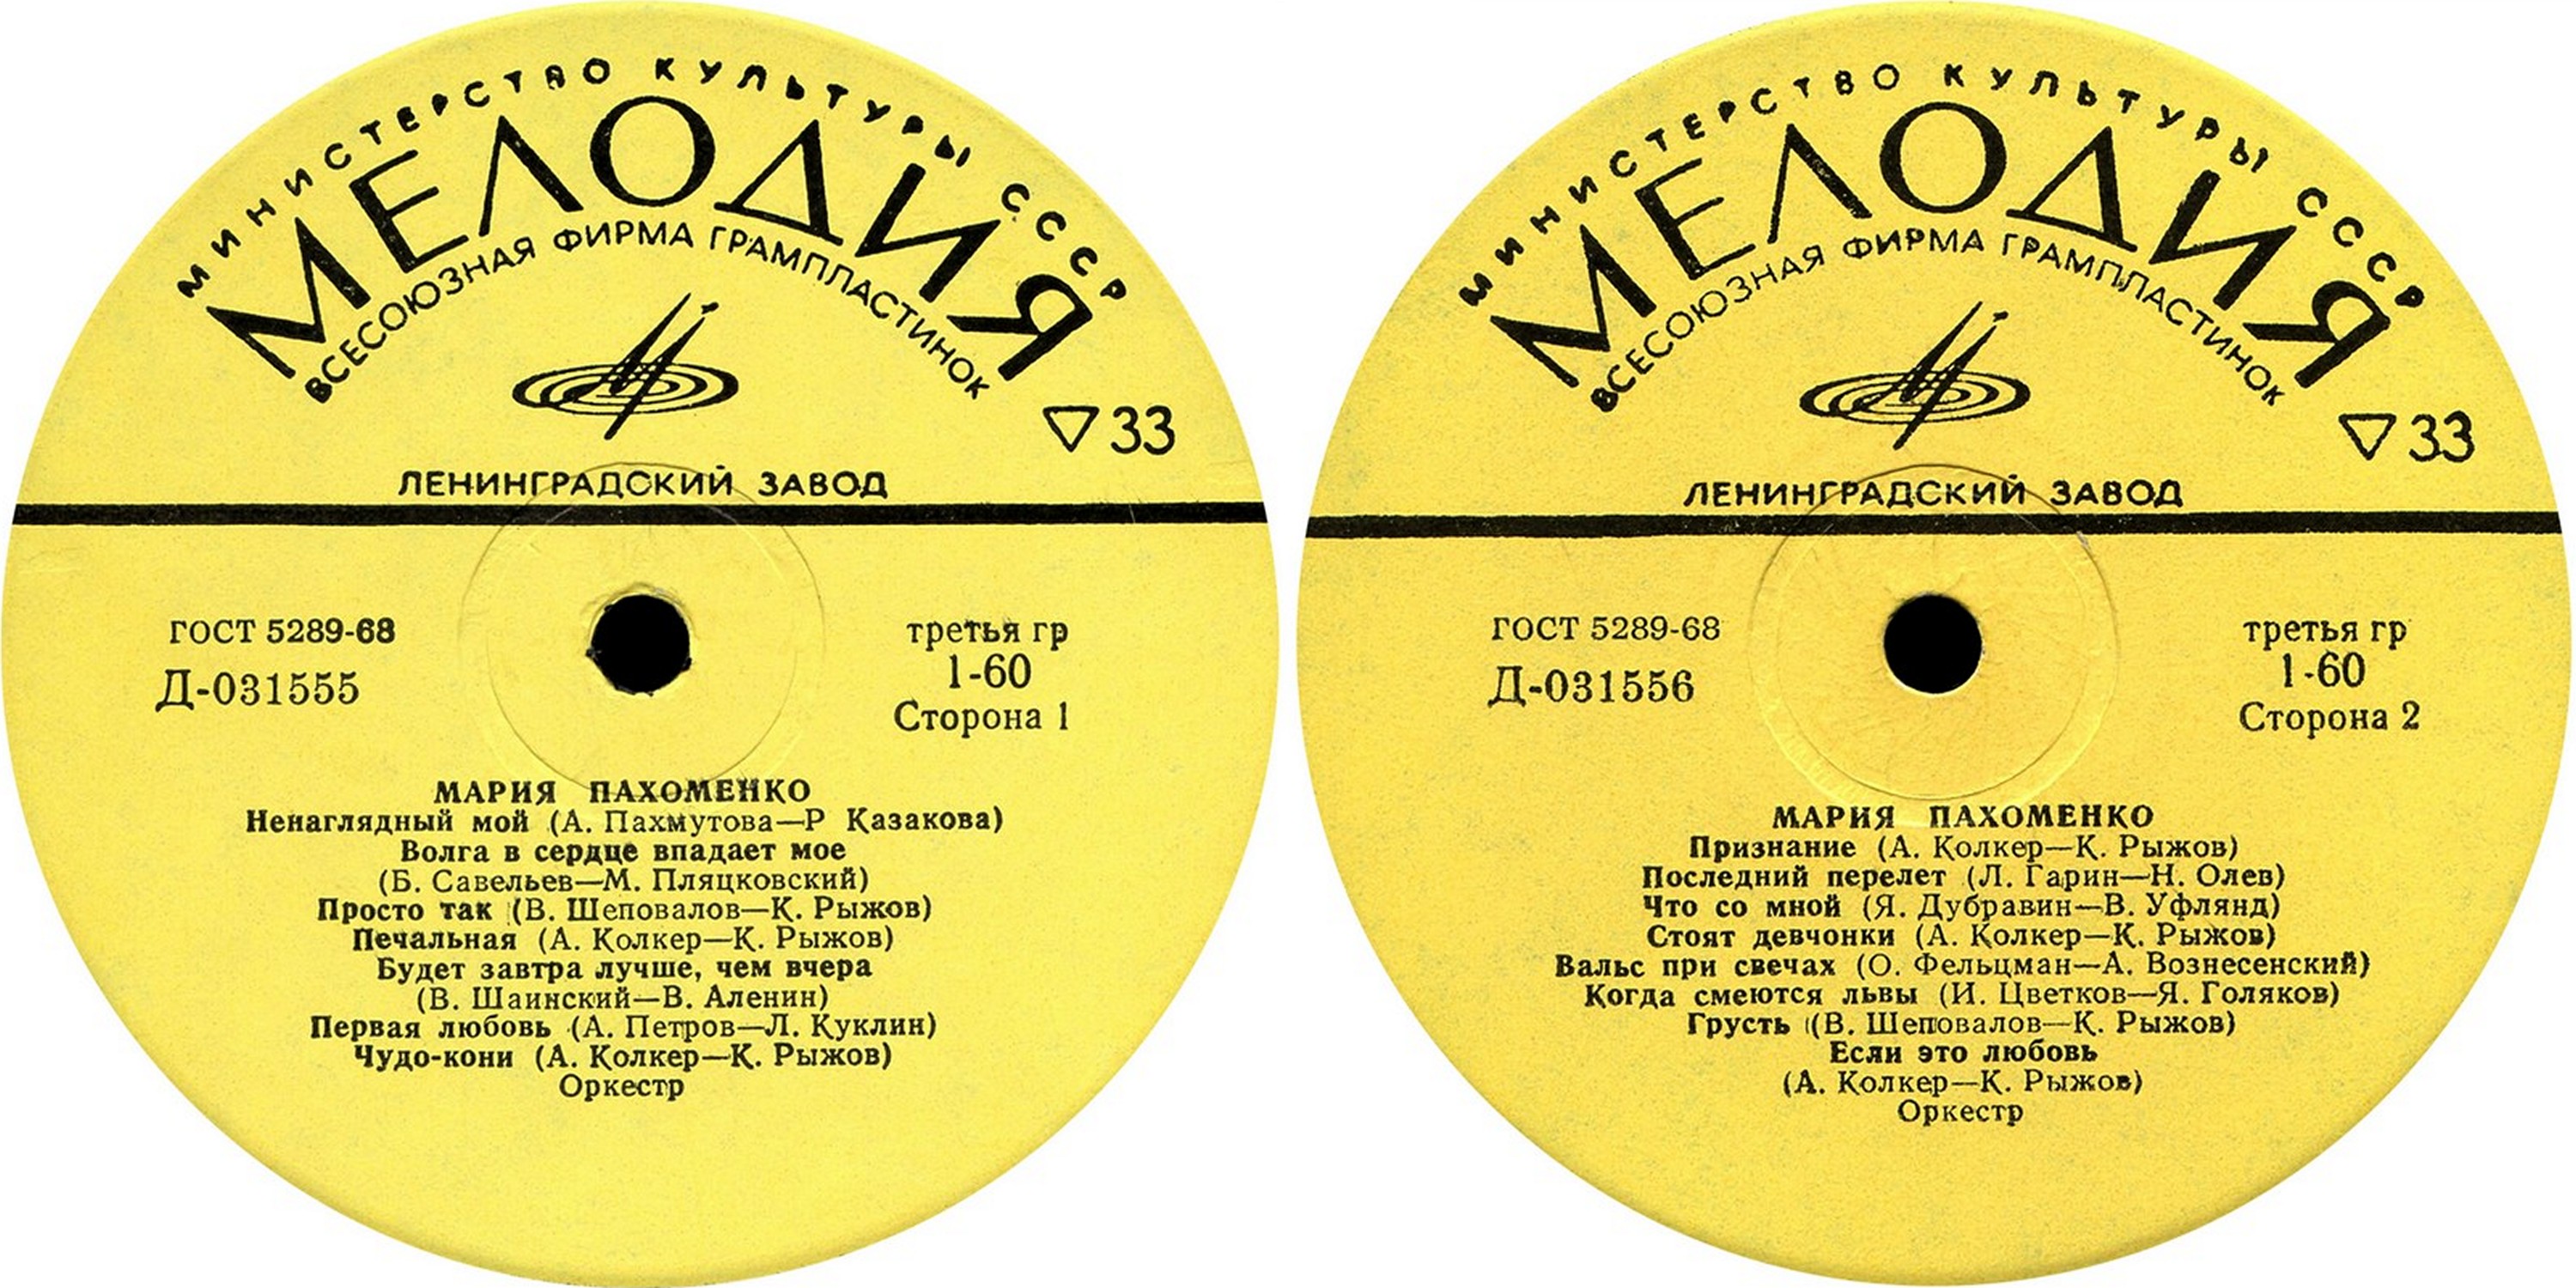 МИНИСТЕРСТВО КУЛЬТУРЫ СССР
МЕЛОДИЯ
ВСЕСОЮЗНАЯ ФИРМА ГРАМПЛАСТИНОК
33
ЛЕНИНГРАДСКИЙ ЗАВОД
ГОСТ 5289-68
Д-031555
третья гр
1-60
Сторона 1
МАРИЯ ПАХОМЕНКО
Ненаглядный мой (А. Пахмутова—Р Казакова)
Волга в сердце впадает мое
(Б. Савельев—М. Пляцковский)
Просто так (В. Шеповалов—К. Рыжов)
Печальная (А. Колкер—К. Рыжов)
Будет завтра лучше, чем вчера
(В. Шаинский—В. Аленин)
Первая любовь (А. Петров—Л. Куклин)
Чудо-кони (А. Колкер—К. Рыжов)
Оркестр
МИНИСТЕРСТВО КУЛЬТУРЫ СССР
МЕЛОДИЯ
ВСЕСОЮЗНАЯ ФИРМА ГРАМПЛАСТИНОК
33
ЛЕНИНГРАДСКИЙ ЗАВОД
ГОСТ 5289-68
Д-031556
третья гр
1-60
Сторона 2
МАРИЯ ПАХОМЕНКО
Признание (А. Колкер—К. Рыжов)
Последний перелет (Л. Гарин—Н. Олев)
Что со мной (Я. Дубравин—В. Уфлянд)
Стоят девчонки (А. Колкер—К. Рыжов)
Вальс при свечах (О. Фельцман—А. Вознесенский)
Когда смеются львы (И. Цветков—Я. Голяков)
Грусть (В. Шеповалов—К. Рыжов)
Если это любовь
(А. Колкер—К. Рыжов)
Оркестр